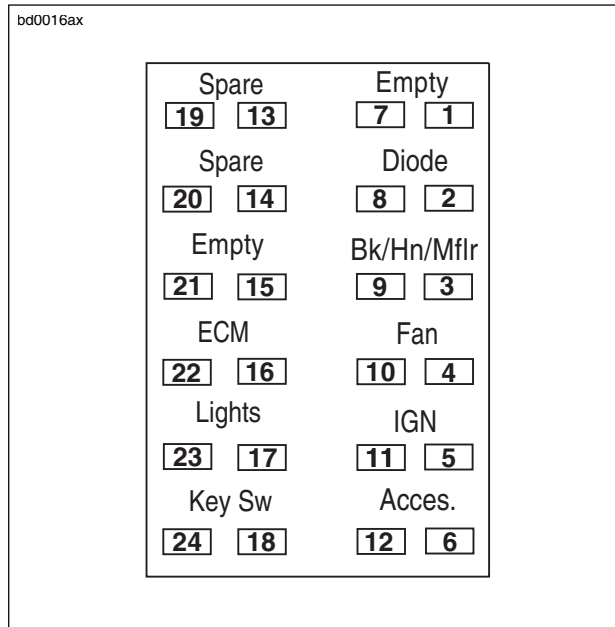 bd0016ax
Spare Empty
19 13 7 1
Spare Diode
20 14 8 2
Empty Bk/Hn/Mflr
21 15 9 3
ECM Fan
22 16 10 4
Lights IGN
23 17 11 5
Key Sw Acces.
24 18 12 6